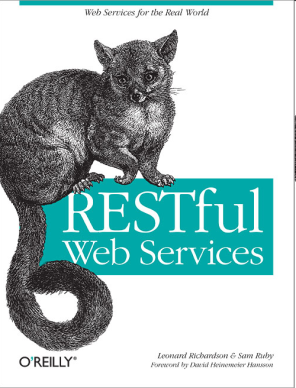 Web Services for the Real World
RESTful
Web Services
Leonard Richardson & Sam Ruby
O'REILLY®
Foreword by David Heinemeier Hansson